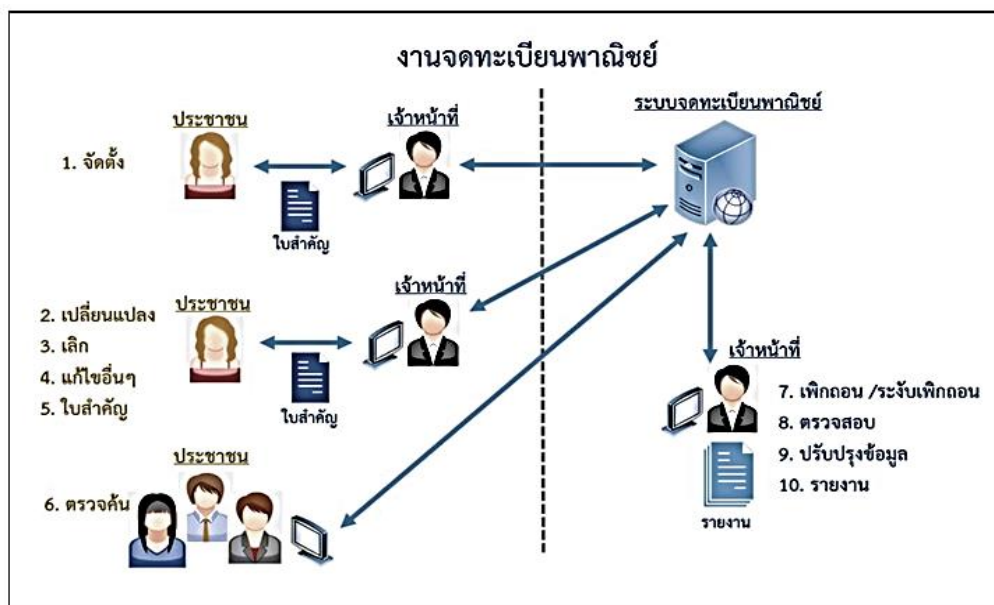 งานจดทะเบียนพาณิชย์
ประชาชน
เจ้าหน้าที่
ระบบจดทะเบียนพาณิชย์
1. จัดตั้ง
ใบสำคัญ
ประชาชน
เจ้าหน้าที่
2. เปลี่ยนแปลง
3. เลิก
4. แก้ไขอื่นๆ
5. ใบสำคัญ
ใบสำคัญ
ประชาชน
6. ตรวจค้น
เจ้าหน้าที่
7. เพิกถอน /ระงับเพิกถอน
8. ตรวจสอบ
9. ปรับปรุงข้อมูล
10. รายงาน
รายงาน